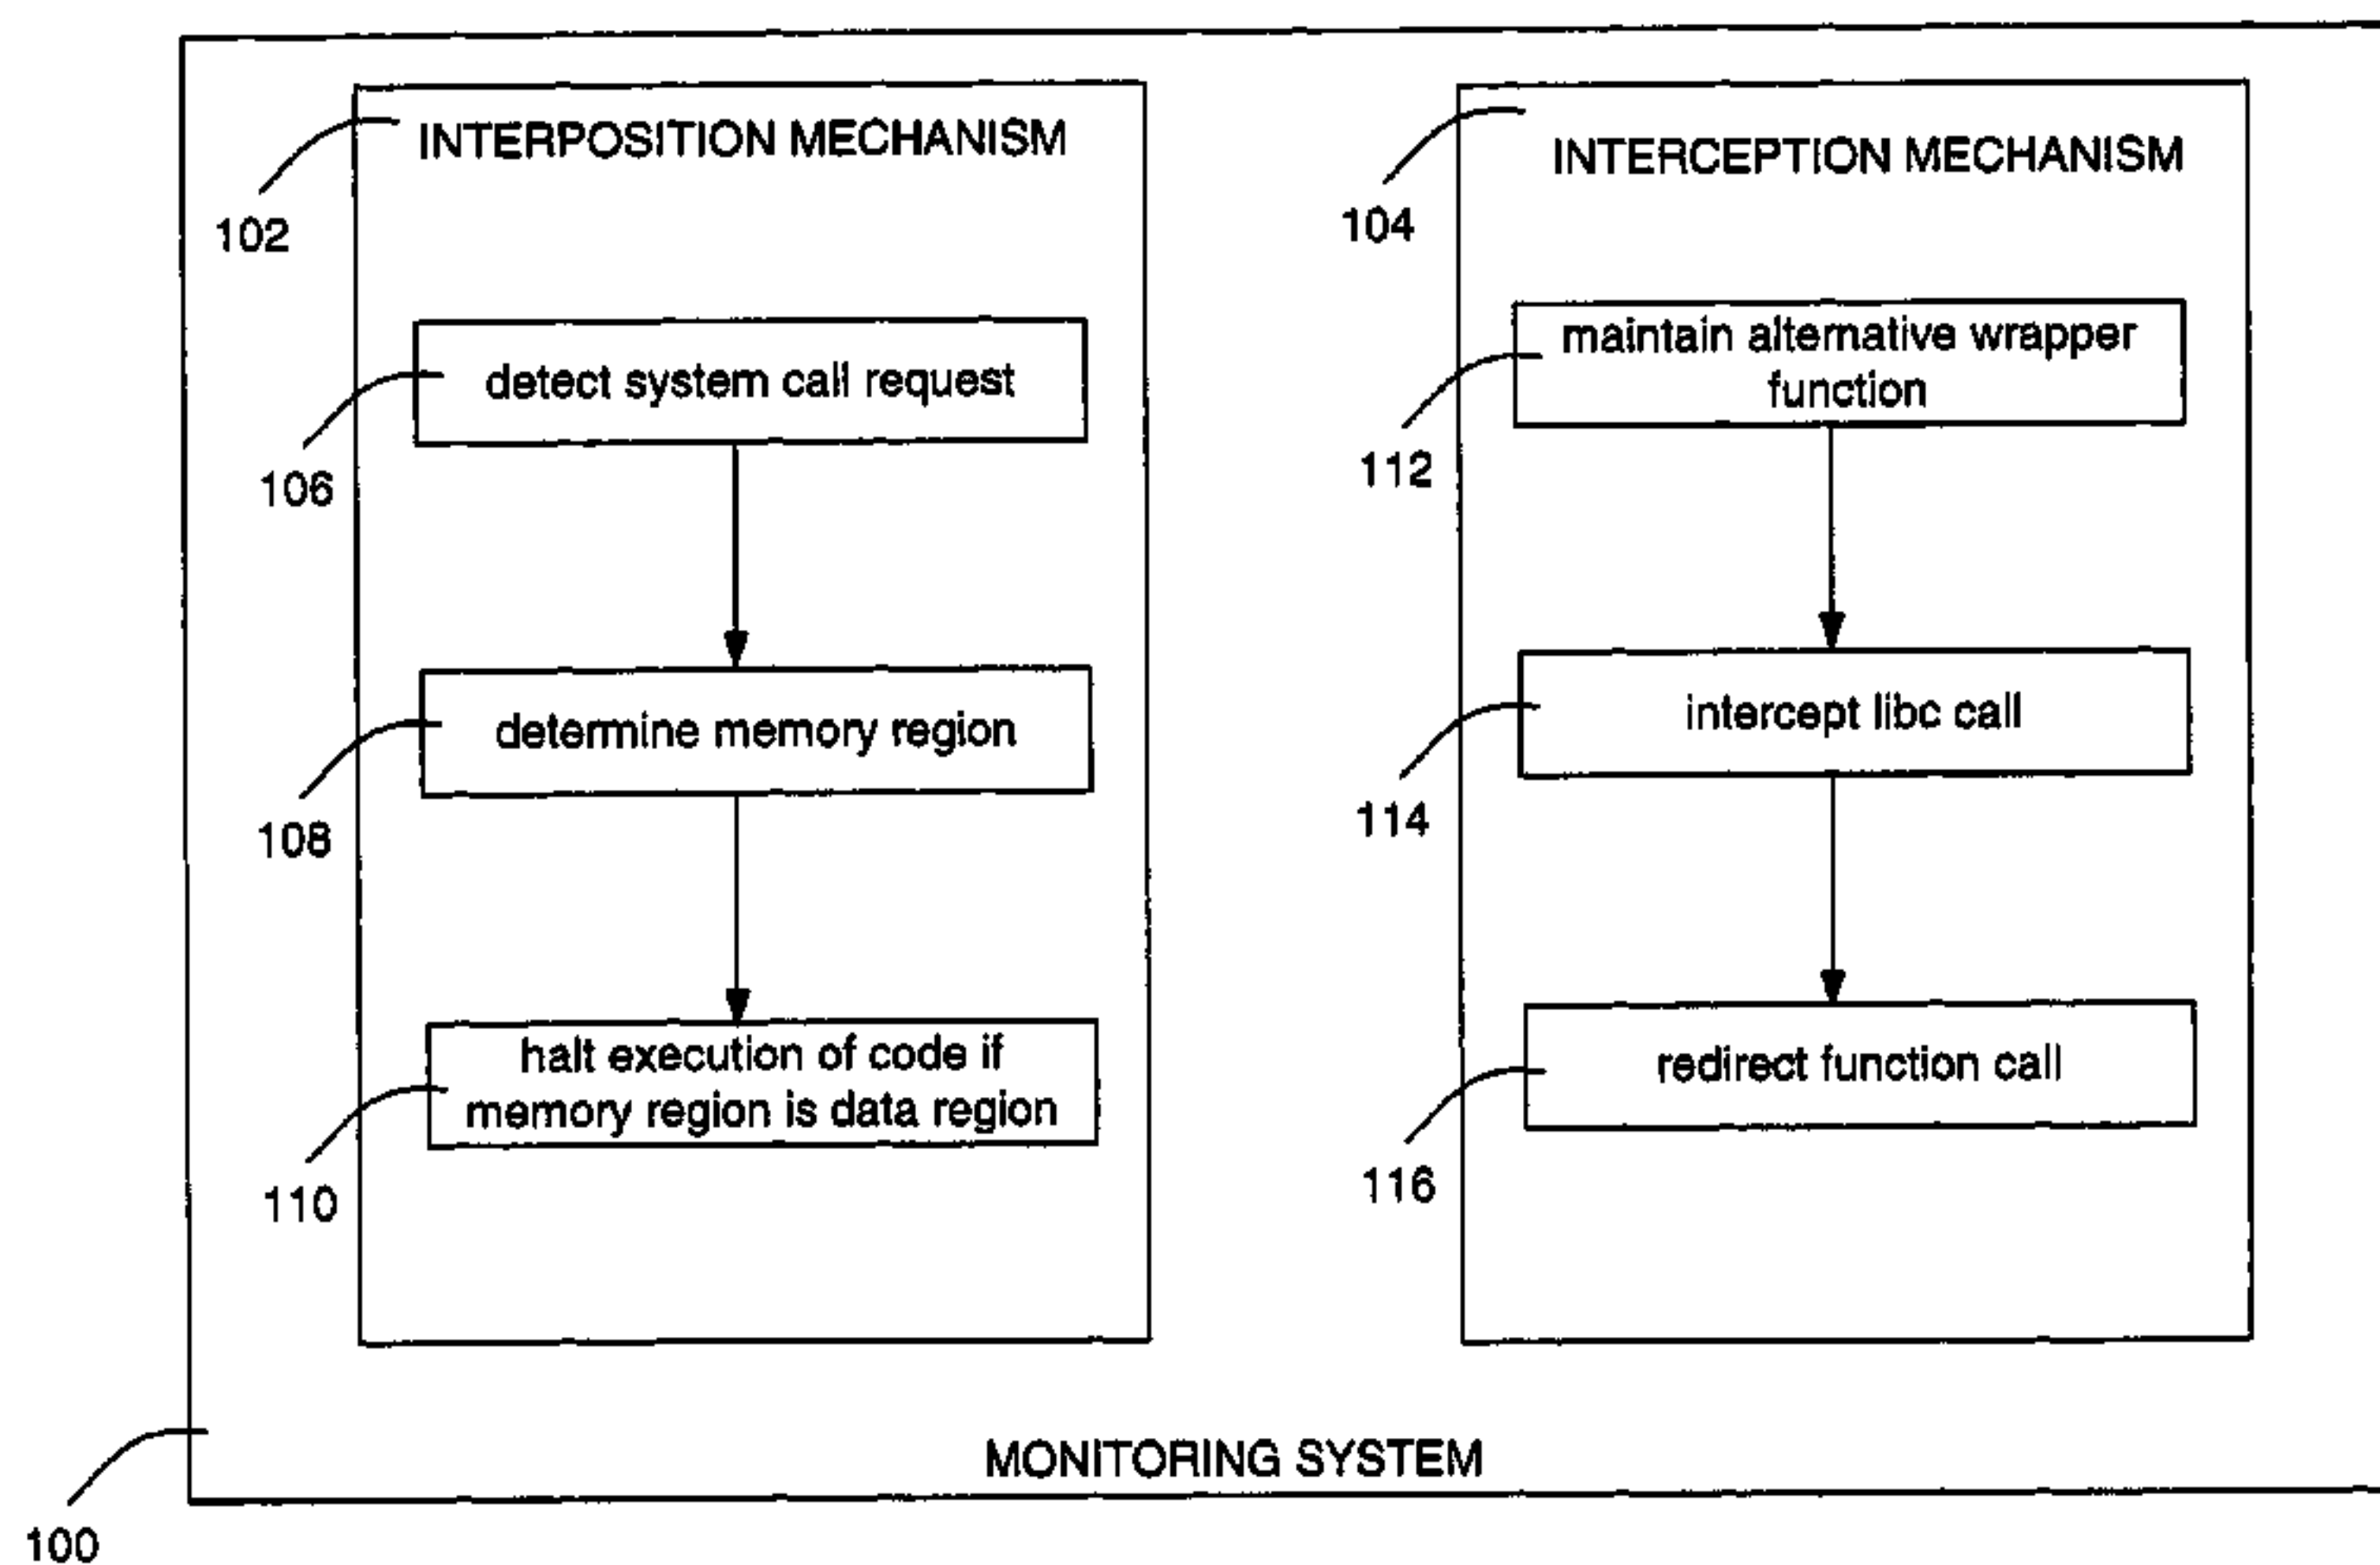 INTERPOSITION MECHANISM
102
detect system call request
106
determine memory region
108
halt execution of code if
memory region is data region
110
INTERCEPTION MECHANISM
104
maintain alternative wrapper
function
112
intercept libc call
114
redirect function call
116
MONITORING SYSTEM
100